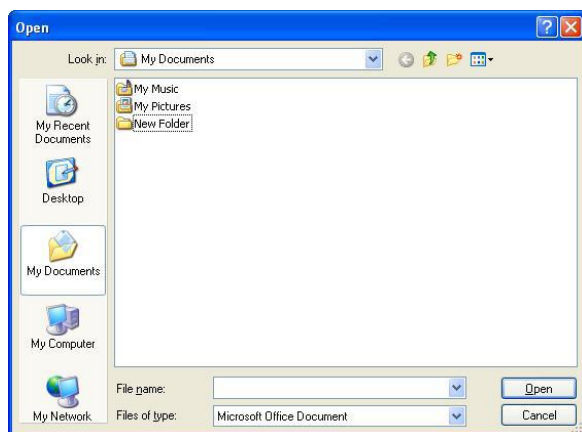 Open
Look in:
My Documents
My Music
My Pictures
New Folder
My Recent
Documents
Desktop
My Documents
My Computer
My Network
File name:
Open
Files of type:
Microsoft Office Document
Cancel